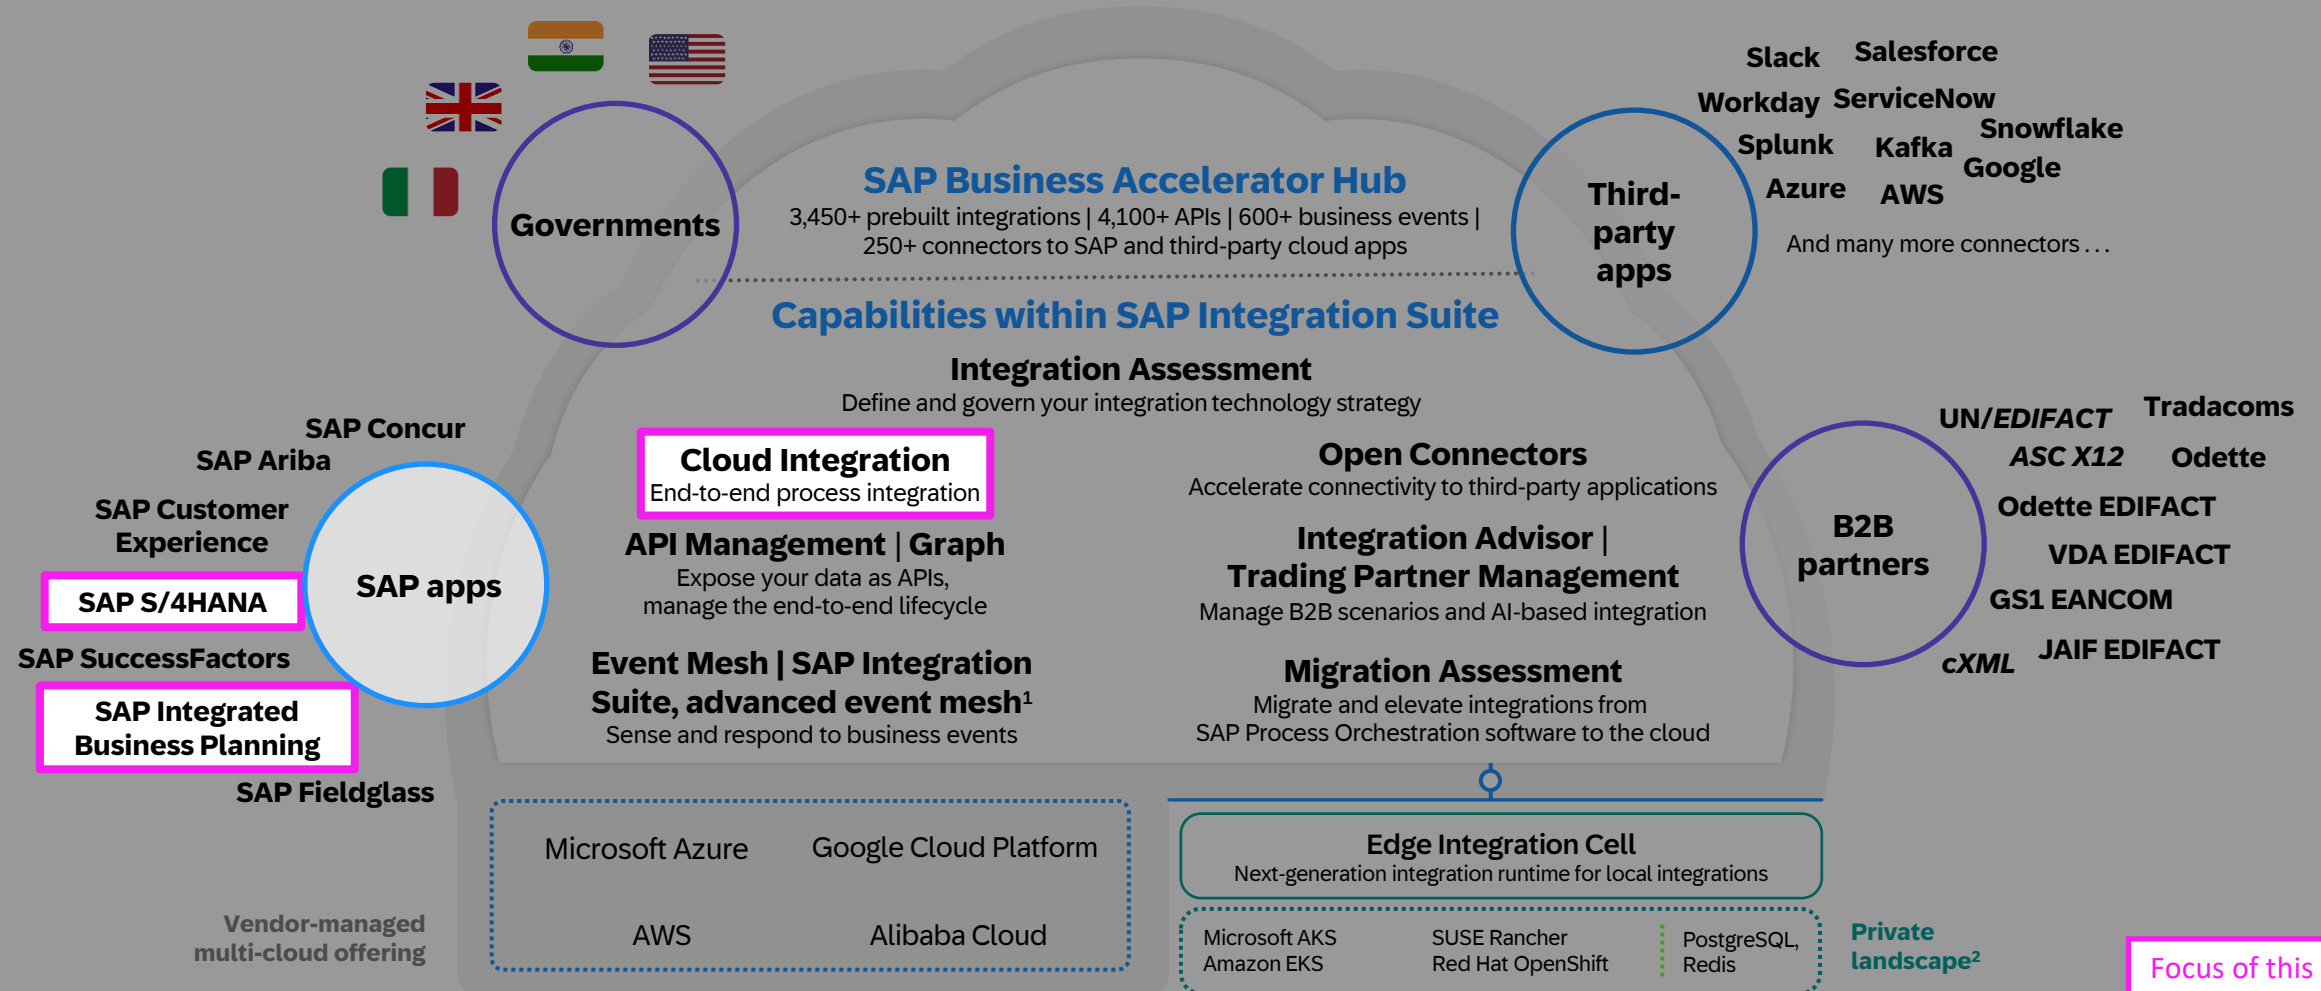 Governments
SAP Business Accelerator Hub
3,450+ prebuilt integrations | 4,100+ APIs | 600+ business events |
250+ connectors to SAP and third-party cloud apps
Third-
party
apps
Slack
Salesforce
Workday
ServiceNow
Snowflake
Splunk
Kafka
Google
Azure
AWS
And many more connectors . . .
Capabilities within SAP Integration Suite
Integration Assessment
Define and govern your integration technology strategy
SAP Concur
SAP Ariba
SAP Customer
Experience
SAP S/4HANA
SAP SuccessFactors
SAP Integrated
Business Planning
SAP Fieldglass
SAP apps
Cloud Integration
End-to-end process integration
API Management | Graph
Expose your data as APIs,
manage the end-to-end lifecycle
Event Mesh | SAP Integration
Suite, advanced event mesh¹
Sense and respond to business events
Open Connectors
Accelerate connectivity to third-party applications
Integration Advisor |
Trading Partner Management
Manage B2B scenarios and AI-based integration
Migration Assessment
Migrate and elevate integrations from
SAP Process Orchestration software to the cloud
B2B
partners
UN/EDIFACT
Tradacoms
ASC X12
Odette
Odette EDIFACT
VDA EDIFACT
GS1 EANCOM
JAIF EDIFACT
cXML
Vendor-managed
multi-cloud offering
Microsoft Azure
Google Cloud Platform
AWS
Alibaba Cloud
Edge Integration Cell
Next-generation integration runtime for local integrations
Microsoft AKS
Amazon EKS
SUSE Rancher
Red Hat OpenShift
PostgreSQL,
Redis
Private
landscape²
Focus of this